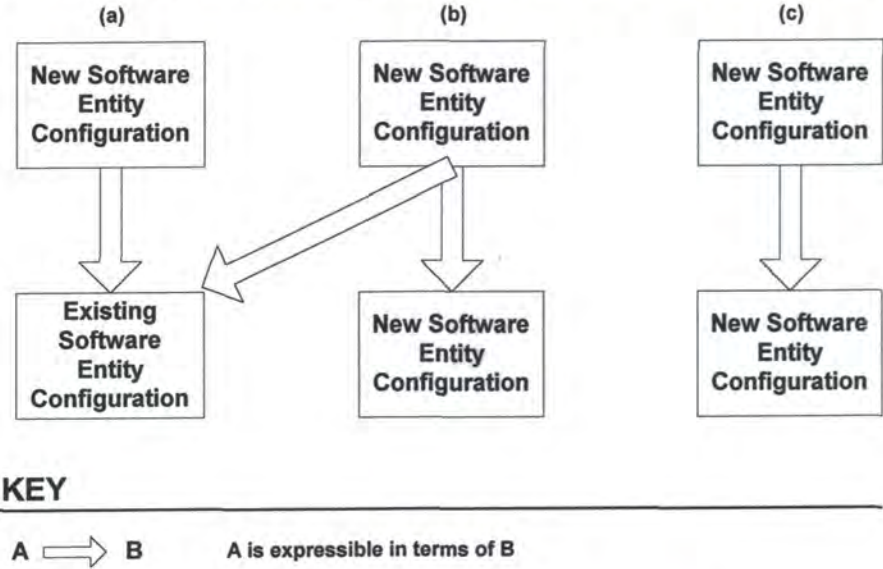 (a)
(b)
(c)
New Software
Entity
Configuration
New Software
Entity
Configuration
New Software
Entity
Configuration
Existing
Software
Entity
Configuration
New Software
Entity
Configuration
New Software
Entity
Configuration
KEY
A B A is expressible in terms of B